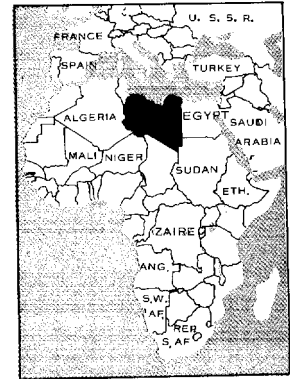 U. S. S. R.
FRANCE
SPAIN
TURKEY
ALGERIA
EGYPT
SAUDI
ARABIA
MALI
NIGER
SUDAN
ETH.
ZAIRE
ANG.
S.W.
AF.
REP.
S. AF.